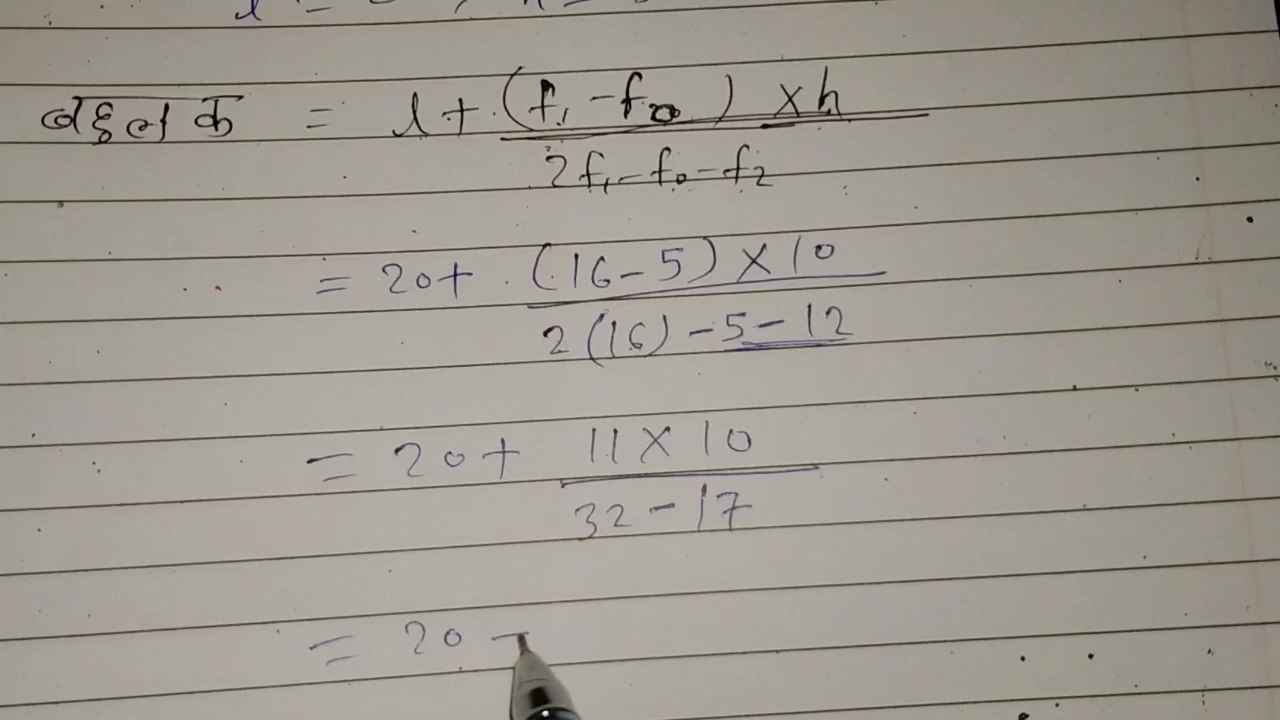 बहुलक = l + (f₁ - f₀) × h
2f₁ - f₀ - f₂
= 20 + (16 - 5) × 10
2(16) - 5 - 12
= 20 + 11 × 10
32 - 17
= 20